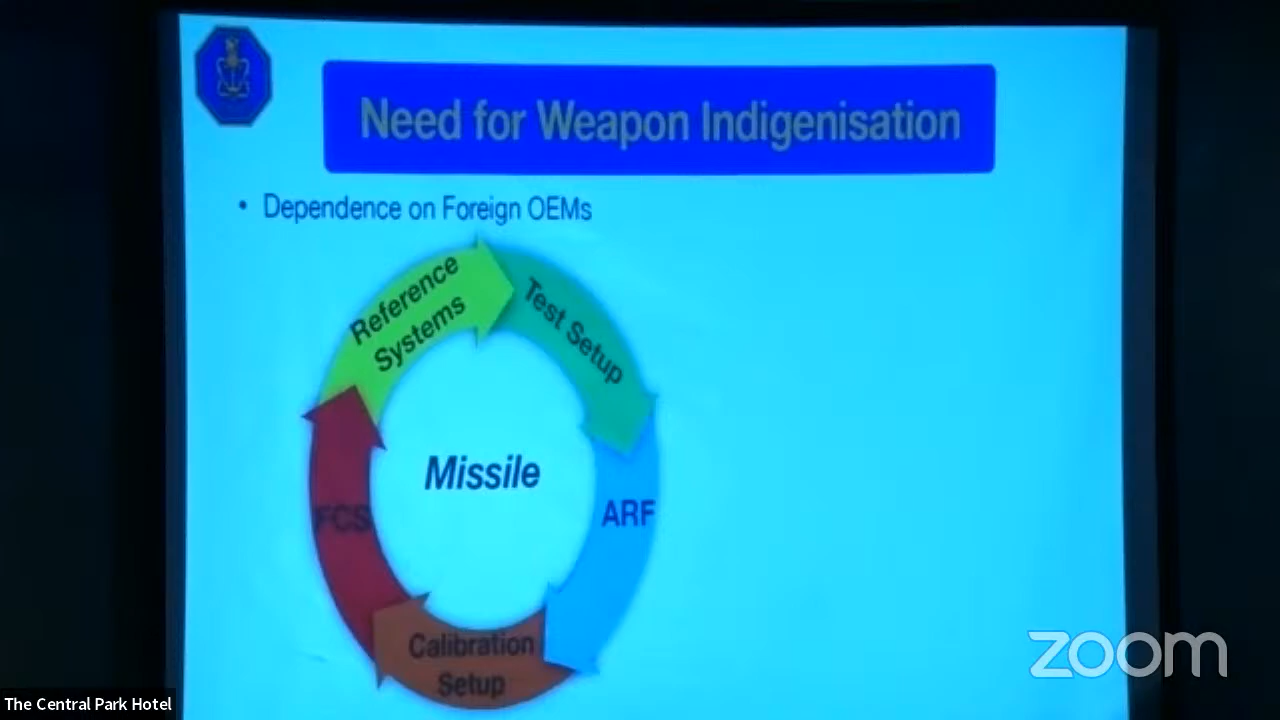 Need for Weapon Indigenisation
• Dependence on Foreign OEMs
Reference
Systems
Test Setup
Missile
FCS
ARF
Calibration
Setup
zoom
The Central Park Hotel